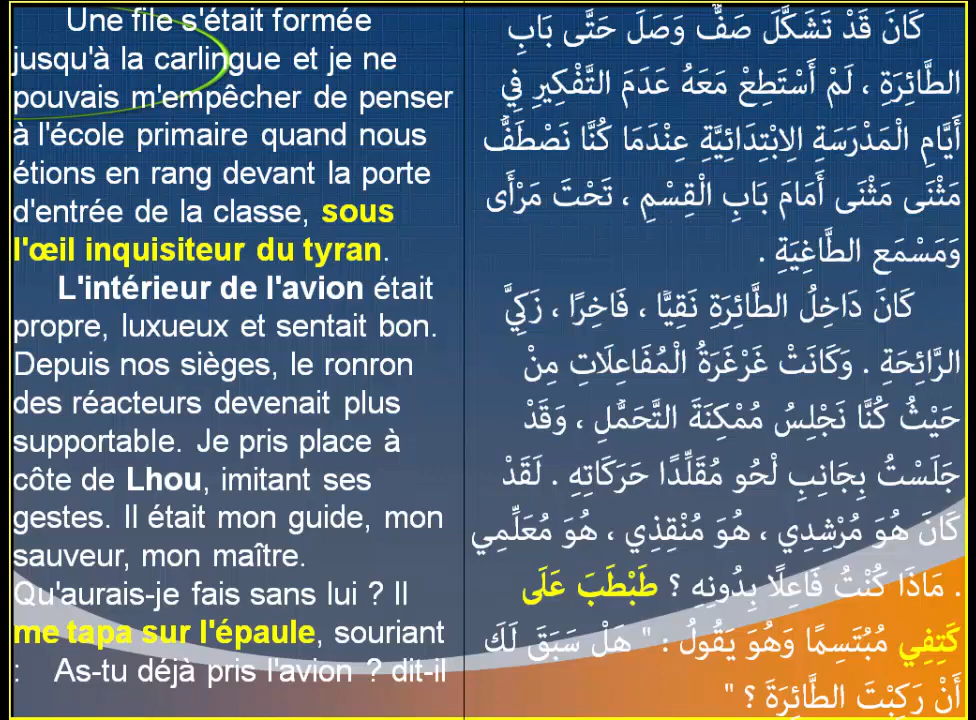 Une file s'était formée
jusqu'à la carlingue et je ne
pouvais m'empêcher de penser
à l'école primaire quand nous
étions en rang devant la porte
d'entrée de la classe, sous
l'œil inquisiteur du tyran.
L'intérieur de l'avion était
propre, luxueux et sentait bon.
Depuis nos sièges, le ronron
des réacteurs devenait plus
supportable. Je pris place à
côte de Lhou, imitant ses
gestes. Il était mon guide, mon
sauveur, mon maître.
Qu'aurais-je fais sans lui ? Il
me tapa sur l'épaule, souriant
: As-tu déjà pris l'avion ? dit-il
كَانَ قَدْ تَشَكَّلَ صَفٌّ وَصَلَ حَتَّى بَابِ
الطَّائِرَةِ ، لَمْ أَسْتَطِعْ مَعَهُ عَدَمَ التَّفْكِيرِ فِي
أَيَّامِ الْمَدْرَسَةِ الِابْتِدَائِيَّةِ عِنْدَمَا كُنَّا نَصْطَفُّ
مَثْنَى مَثْنَى أَمَامَ بَابِ الْقِسْمِ ، تَحْتَ مَرْأَى
وَمَسْمَعِ الطَّاغِيَةِ .
كَانَ دَاخِلُ الطَّائِرَةِ نَقِيًّا ، فَاخِرًا ، زَكِيَّ
الرَّائِحَةِ . وَكَانَتْ غَرْغَرَةُ الْمُفَاعِلَاتِ مِنْ
حَيْثُ كُنَّا نَجْلِسُ مُمْكِنَةَ التَّحَمُّلِ ، وَقَدْ
جَلَسْتُ بِجَانِبِ لْحُو مُقَلِّدًا حَرَكَاتِهِ . لَقَدْ
كَانَ هُوَ مُرْشِدِي ، هُوَ مُنْقِذِي ، هُوَ مُعَلِّمِي
. مَاذَا كُنْتُ فَاعِلًا بِدُونِهِ ؟ طَبْطَبَ عَلَى
كَتِفِي مُبْتَسِمًا وَهُوَ يَقُولُ : " هَلْ سَبَقَ لَكَ
أَنْ رَكِبْتَ الطَّائِرَةَ ؟ "